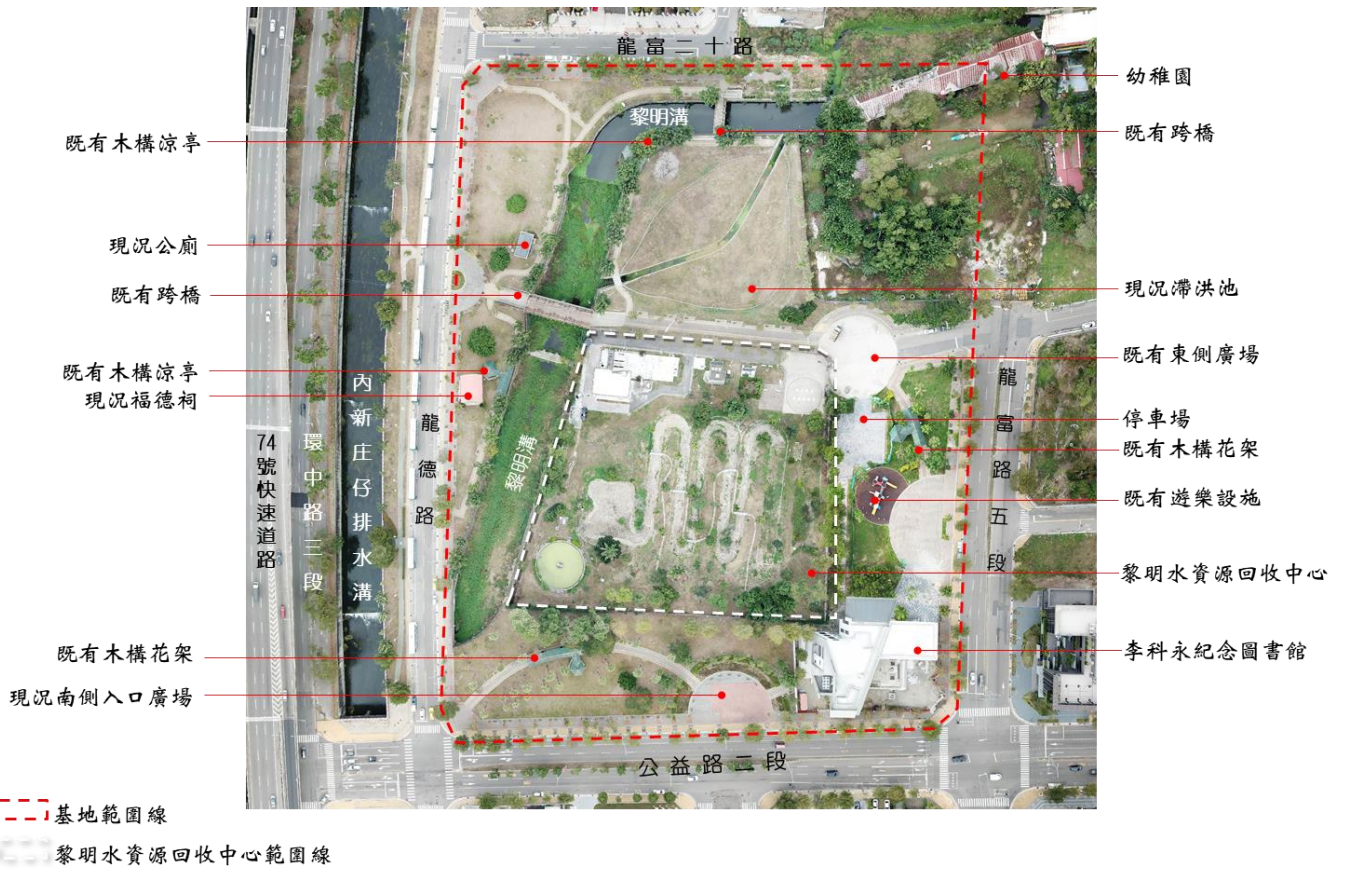 龍富二十路
幼稚園
黎明溝
既有跨橋
既有木構涼亭
現況公廁
既有跨橋
現況滯洪池
既有東側廣場
既有木構涼亭
現況福德祠
停車場
既有木構花架
既有遊樂設施
黎明水資源回收中心
李科永紀念圖書館
既有木構花架
現況南側入口廣場
74號快速道路
環中路三段
內新庄仔排水溝
龍德路
黎明溝
龍富路五段
公益路二段
基地範圍線
黎明水資源回收中心範圍線